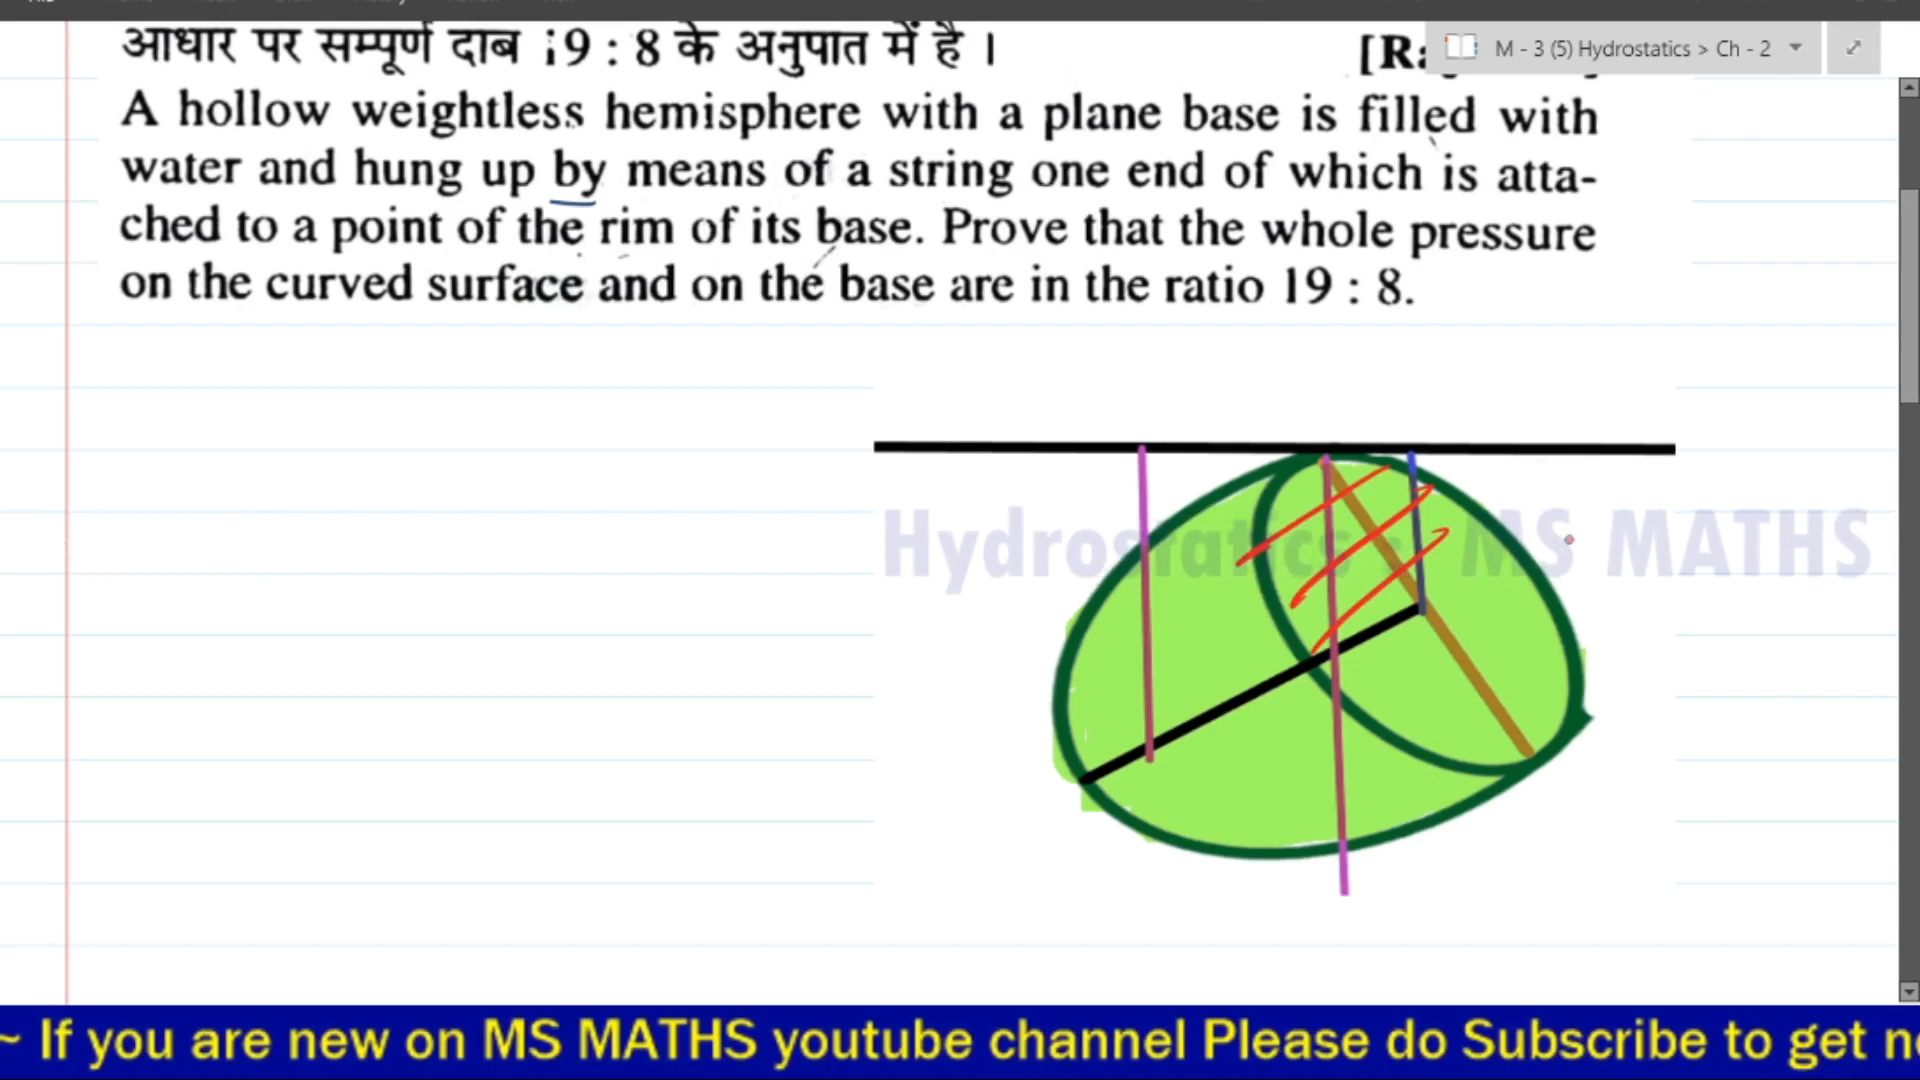 आधार पर सम्पूर्ण दाब 19 : 8 के अनुपात में है ।
M - 3 (5) Hydrostatics > Ch - 2
A hollow weightless hemisphere with a plane base is filled with
water and hung up by means of a string one end of which is atta-
ched to a point of the rim of its base. Prove that the whole pressure
on the curved surface and on the base are in the ratio 19 : 8.
Hydrostatics : MS MATHS
~ If you are new on MS MATHS youtube channel Please do Subscribe to get